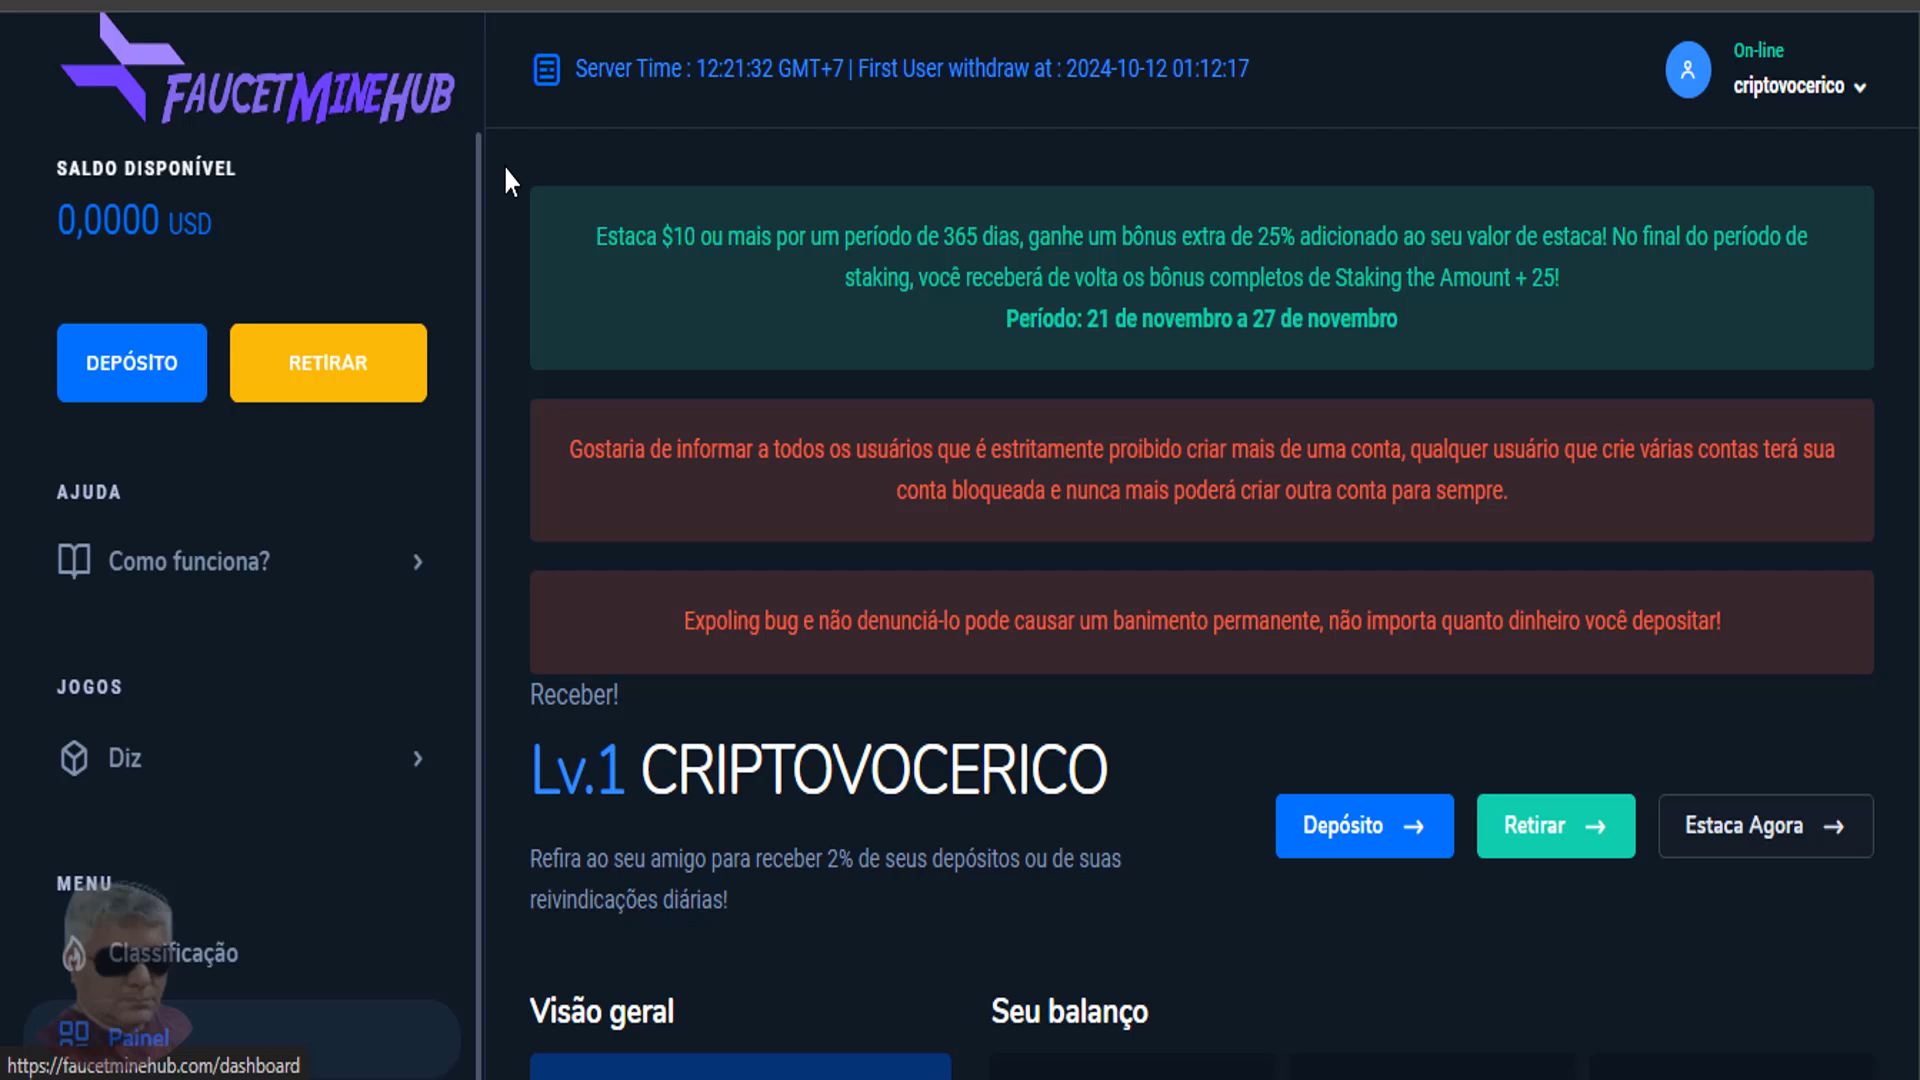 FAUCETMINEHUB
Server Time : 12:21:32 GMT+7 | First User withdraw at : 2024-10-12 01:12:17
On-line
criptovocerico
SALDO DISPONÍVEL
0,0000 USD
DEPÓSITO
RETIRAR
AJUDA
Como funciona?
JOGOS
Diz
MENU
Classificação
Painel
https://faucetminehub.com/dashboard
Estaca $10 ou mais por um período de 365 dias, ganhe um bônus extra de 25% adicionado ao seu valor de estaca! No final do período de
staking, você receberá de volta os bônus completos de Staking the Amount + 25!
Período: 21 de novembro a 27 de novembro
Gostaria de informar a todos os usuários que é estritamente proibido criar mais de uma conta, qualquer usuário que crie várias contas terá sua
conta bloqueada e nunca mais poderá criar outra conta para sempre.
Expoling bug e não denunciá-lo pode causar um banimento permanente, não importa quanto dinheiro você depositar!
Receber!
Lv.1 CRIPTOVOCERICO
Refira ao seu amigo para receber 2% de seus depósitos ou de suas
reivindicações diárias!
Depósito
Retirar
Estaca Agora
Visão geral
Seu balanço